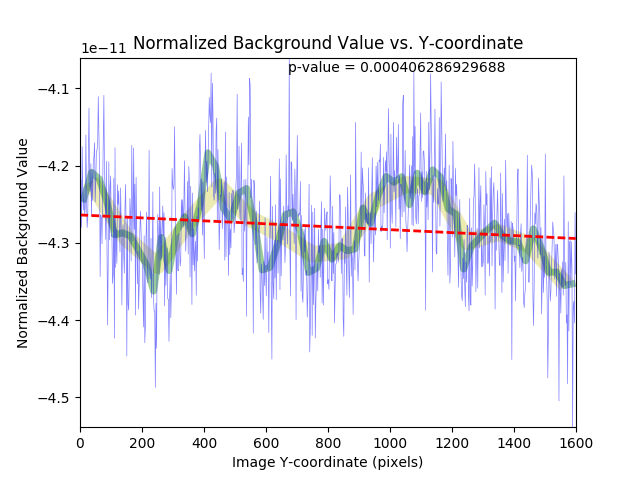 Normalized Background Value vs. Y-coordinate
1e−11
p-value = 0.000406286929688
−4.1
−4.2
−4.3
−4.4
−4.5
Normalized Background Value
0 200 400 600 800 1000 1200 1400 1600
Image Y-coordinate (pixels)